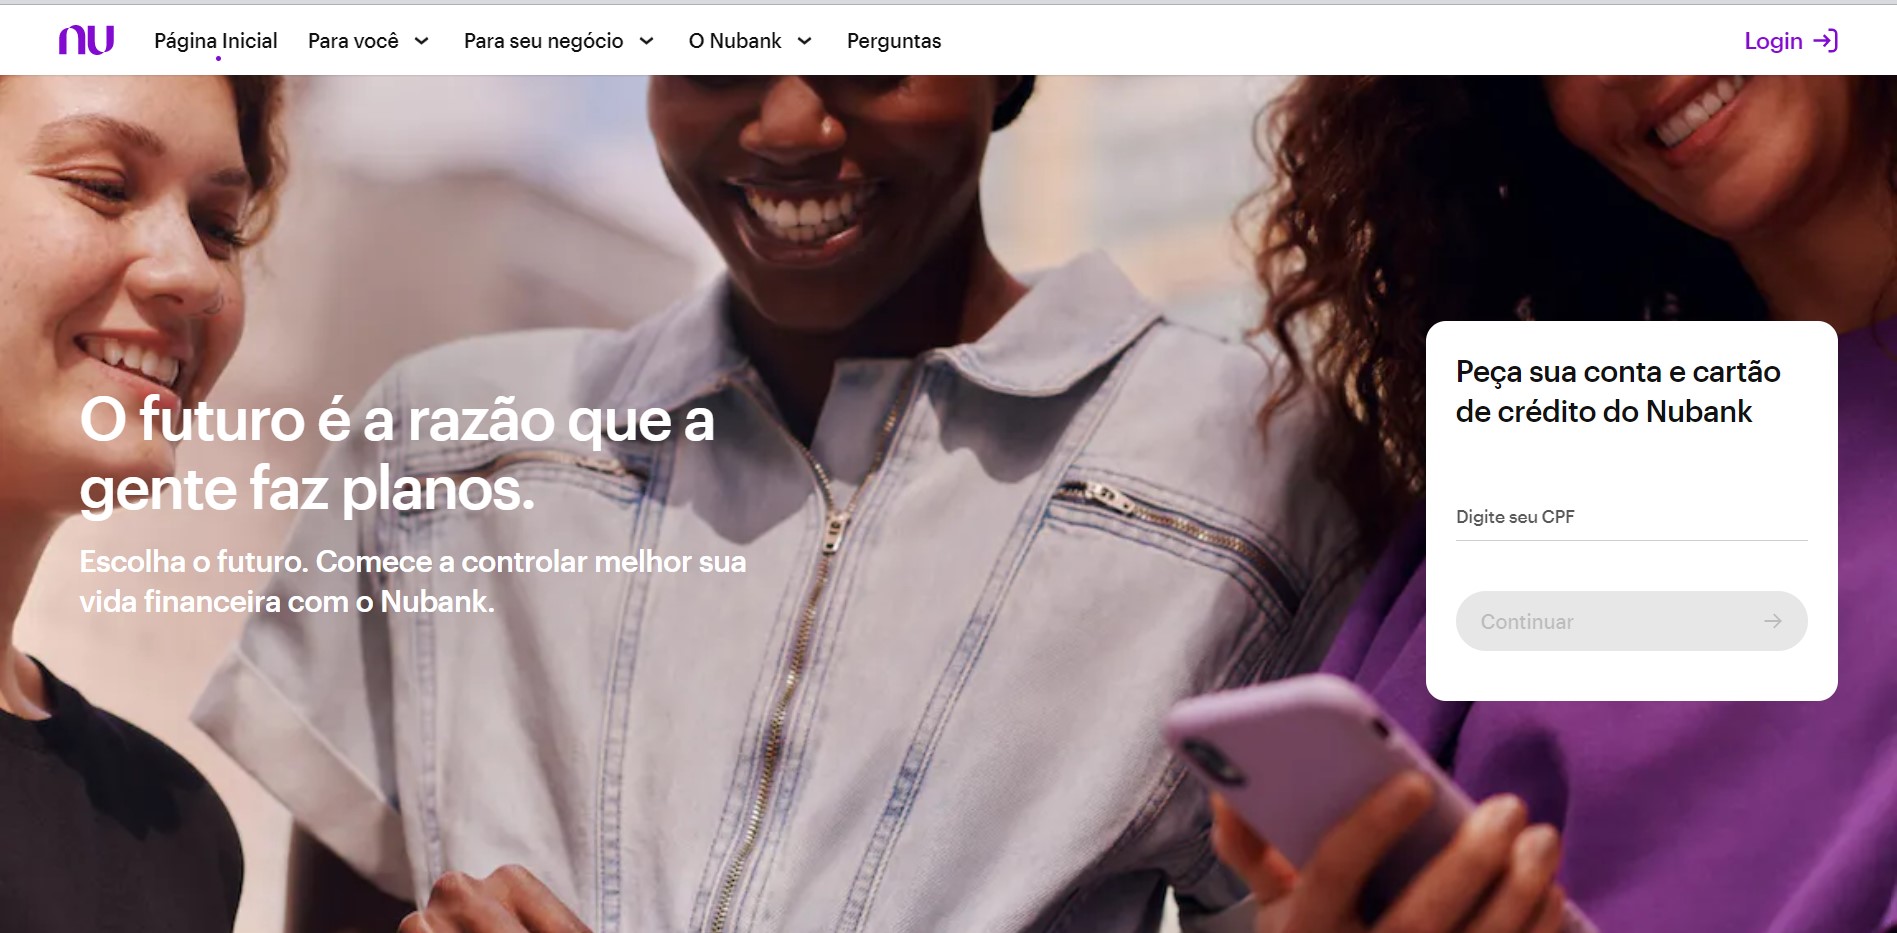 nu
Página Inicial Para você Para seu negócio O Nubank Perguntas
Login
O futuro é a razão que a
gente faz planos.
Escolha o futuro. Comece a controlar melhor sua
vida financeira com o Nubank.
Peça sua conta e cartão
de crédito do Nubank
Digite seu CPF
Continuar